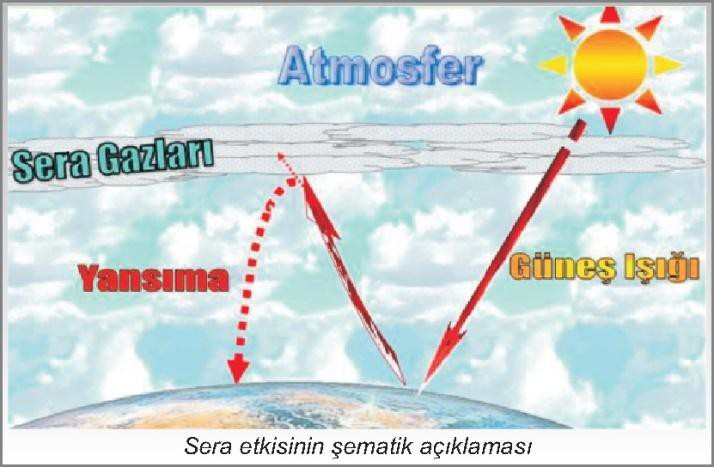 Atmosfer
Sera Gazları
Yansıma
Güneş Işığı
Sera etkisinin şematik açıklaması